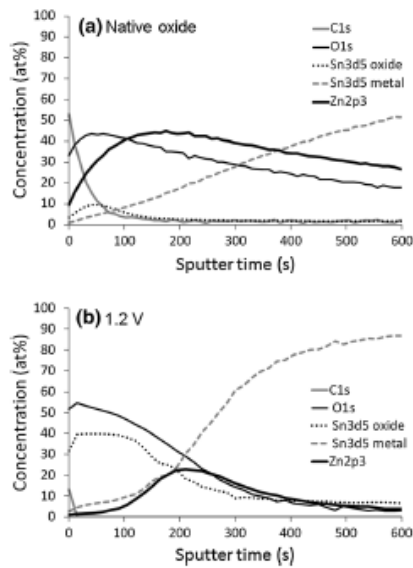 (a) Native oxide
C1s
O1s
Sn3d5 oxide
Sn3d5 metal
Zn2p3
Concentration (at%)
100
90
80
70
60
50
40
30
20
10
0
0 100 200 300 400 500 600
Sputter time (s)
(b) 1.2 V
C1s
O1s
Sn3d5 oxide
Sn3d5 metal
Zn2p3
Concentration (at%)
100
90
80
70
60
50
40
30
20
10
0
0 100 200 300 400 500 600
Sputter time (s)